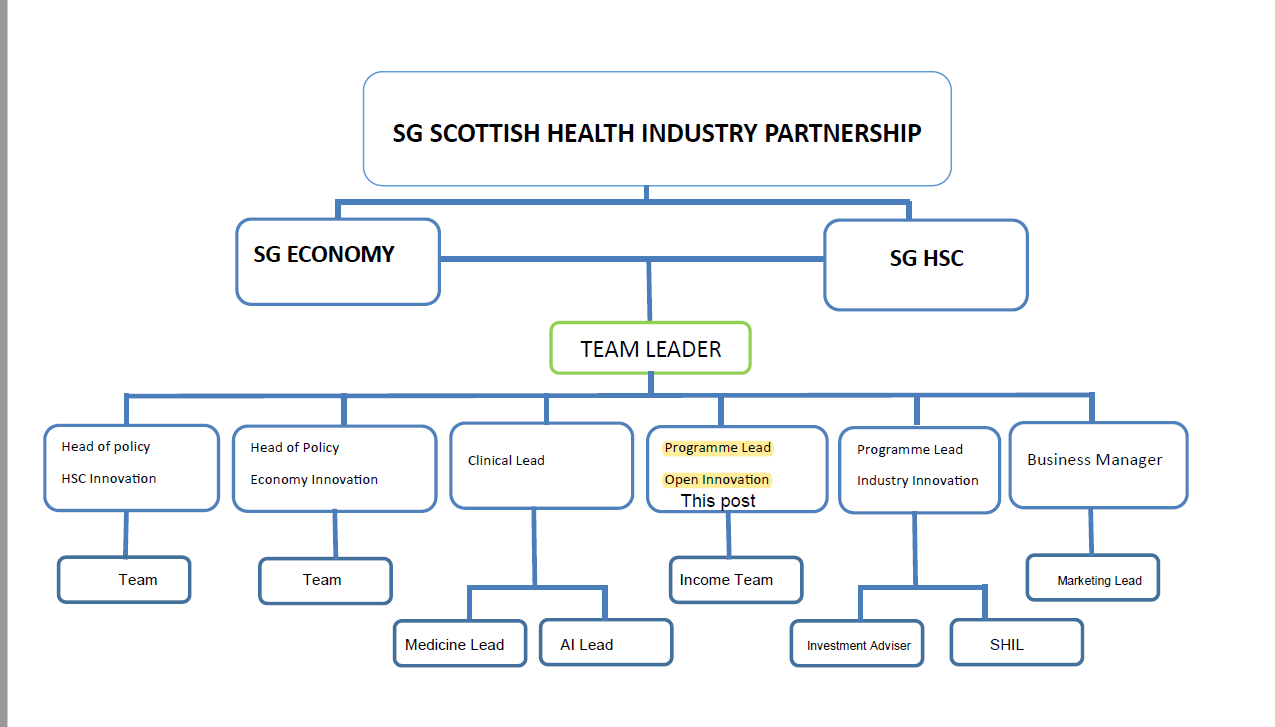 SG SCOTTISH HEALTH INDUSTRY PARTNERSHIP
SG ECONOMY
SG HSC
TEAM LEADER
Head of policy
HSC Innovation
Head of Policy
Economy Innovation
Clinical Lead
Programme Lead
Open Innovation
This post
Programme Lead
Industry Innovation
Business Manager
Team
Team
Income Team
Marketing Lead
Medicine Lead
AI Lead
Investment Adviser
SHIL